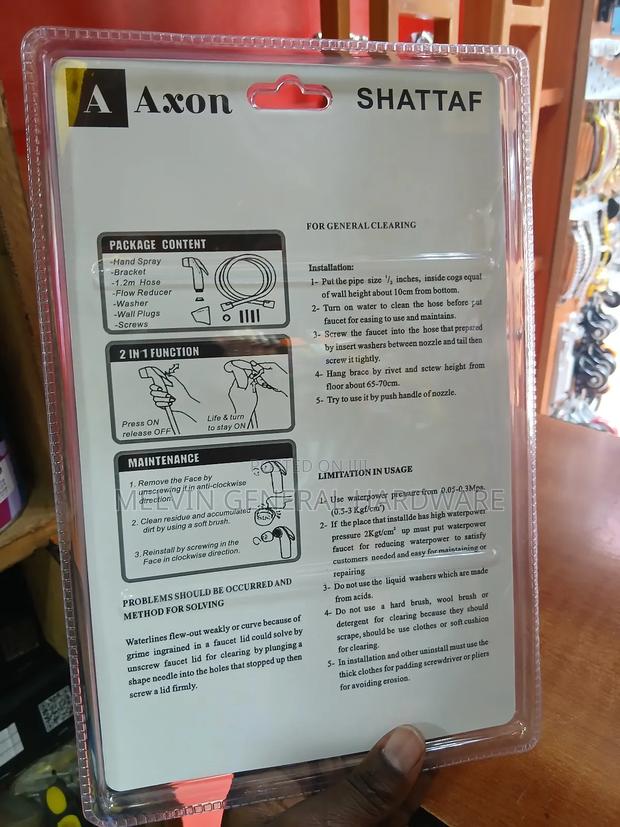 A Axon SHATTAF
PACKAGE CONTENT
-Hand Spray
-Bracket
-1.2m Hose
-Flow Reducer
-Washer
-Wall Plugs
-Screws
2 IN 1 FUNCTION
Press ON
release OFF
Life & turn
to stay ON
MAINTENANCE
1. Remove the Face by
unscrewing it in anti-clockwise
direction.
2. Clean residue and accumulated
dirt by using a soft brush.
3. Reinstall by screwing in the
Face in clockwise direction.
PROBLEMS SHOULD BE OCCURRED AND
METHOD FOR SOLVING
Waterlines flew-out weakly or curve because of
grime ingrained in a faucet lid could solve by
unscrew faucet lid for clearing by plunging a
shape needle into the holes that stopped up then
screw a lid firmly.
FOR GENERAL CLEARING
Installation:
1- Put the pipe size 1/2 inches, inside cogs equal
of wall height about 10cm from bottom.
2- Turn on water to clean the hose before put
faucet for easing to use and maintains.
3- Screw the faucet into the hose that prepared
by insert washers between nozzle and tail then
screw it tightly.
4- Hang brace by rivet and sctew height from
floor about 65-70cm.
5- Try to use it by push handle of nozzle.
POSTED ON JIJI
MELVIN GENERAL HARDWARE
LIMITATION IN USAGE
1- Use waterpower pressure from 0.05-0.3Mpa.
(0.5-3 Kgf/cm²)
2- If the place that installde has high waterpower
pressure 2Kgt/cm² up must put waterpower
faucet for reducing waterpower to satisfy
customers needed and easy for maintaining or
repairing
3- Do not use the liquid washers which are made
from acids.
4- Do not use a hard brush, wool brush or
detergent for clearing because they should
scrape, should be use clothes or soft cushion
for clearing.
5- In installation and other uninstall must use the
thick clothes for padding screwdriver or pliers
for avoiding erosion.